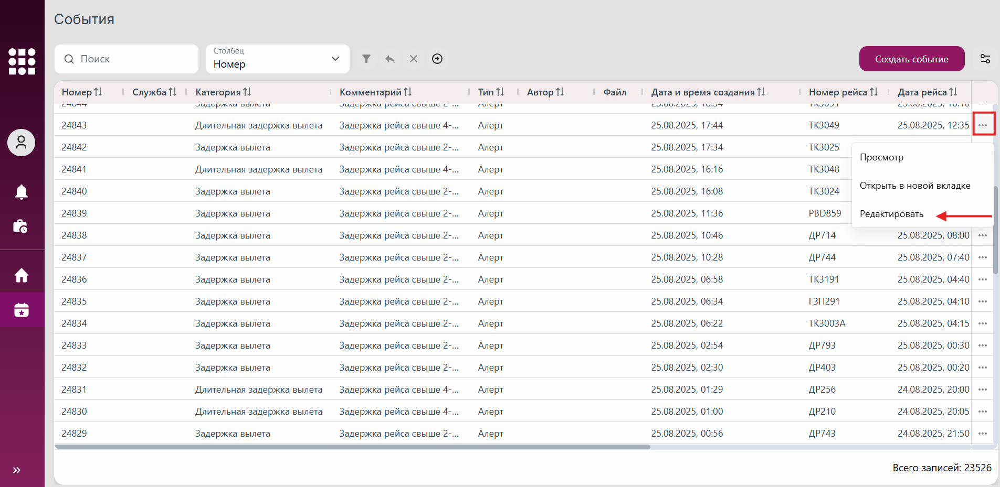 События
Поиск
Столбец
Номер
Создать событие
Номер Служба Категория Комментарий Тип Автор Файл Дата и время создания Номер рейса Дата рейса
24844 Задержка вылета Задержка рейса свыше 2-... Алерт
24843 Длительная задержка вылета Задержка рейса свыше 4-... Алерт 25.08.2025, 17:44 ТК3049 25.08.2025, 12:35
24842 Задержка вылета Задержка рейса свыше 2-... Алерт 25.08.2025, 17:34 ТК3025
Просмотр
24841 Длительная задержка вылета Задержка рейса свыше 4-... Алерт 25.08.2025, 16:16 ТК3048
Открыть в новой вкладке
24840 Задержка вылета Задержка рейса свыше 2-... Алерт 25.08.2025, 16:08 ТК3024
24839 Задержка вылета Задержка рейса свыше 2-... Алерт 25.08.2025, 11:36 PBD859
Редактировать
24838 Задержка вылета Задержка рейса свыше 2-... Алерт 25.08.2025, 10:46 ДР714 25.08.2025, 08:00
24837 Задержка вылета Задержка рейса свыше 2-... Алерт 25.08.2025, 10:28 ДР744 25.08.2025, 07:40
24836 Задержка вылета Задержка рейса свыше 2-... Алерт 25.08.2025, 06:58 ТК3191 25.08.2025, 04:40
24835 Задержка вылета Задержка рейса свыше 2-... Алерт 25.08.2025, 06:34 ГЗП291 25.08.2025, 04:10
24834 Задержка вылета Задержка рейса свыше 2-... Алерт 25.08.2025, 06:22 ТК3003А 25.08.2025, 04:15
24833 Задержка вылета Задержка рейса свыше 2-... Алерт 25.08.2025, 02:54 ДР793 25.08.2025, 00:30
24832 Задержка вылета Задержка рейса свыше 2-... Алерт 25.08.2025, 02:30 ДР403 25.08.2025, 00:20
24831 Длительная задержка вылета Задержка рейса свыше 4-... Алерт 25.08.2025, 01:29 ДР256 24.08.2025, 20:00
24830 Длительная задержка вылета Задержка рейса свыше 4-... Алерт 25.08.2025, 01:00 ДР210 24.08.2025, 20:05
24829 Задержка вылета Задержка рейса свыше 2-... Алерт 25.08.2025, 00:56 ДР743 24.08.2025, 21:50
Всего записей: 23526